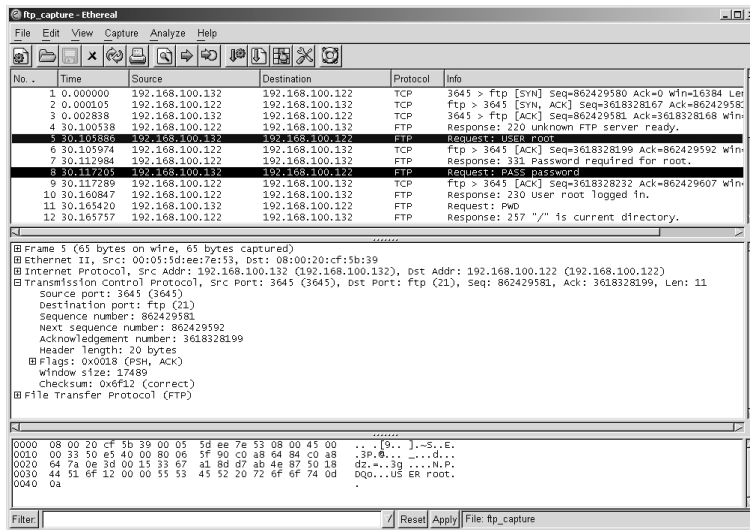 ftp_capture - Ethereal
File Edit View Capture Analyze Help
No. . Time Source Destination Protocol Info
1 0.000000 192.168.100.132 192.168.100.122 TCP 3645 > ftp [SYN] Seq=862429580 Ack=0 Win=16384 Len
2 0.000105 192.168.100.122 192.168.100.132 TCP ftp > 3645 [SYN, ACK] Seq=3618328167 Ack=86242958
3 0.002838 192.168.100.132 192.168.100.122 TCP 3645 > ftp [ACK] Seq=862429581 Ack=3618328168 Win=
4 30.100538 192.168.100.122 192.168.100.132 FTP Response: 220 unknown FTP server ready.
5 30.105886 192.168.100.132 192.168.100.122 FTP Request: USER root
6 30.105974 192.168.100.122 192.168.100.132 TCP ftp > 3645 [ACK] Seq=3618328199 Ack=862429592 Win=
7 30.112984 192.168.100.122 192.168.100.132 FTP Response: 331 Password required for root.
8 30.117205 192.168.100.132 192.168.100.122 FTP Request: PASS password
9 30.117289 192.168.100.122 192.168.100.132 TCP ftp > 3645 [ACK] Seq=3618328232 Ack=862429607 Win=
10 30.160847 192.168.100.122 192.168.100.132 FTP Response: 230 User root logged in.
11 30.165420 192.168.100.132 192.168.100.122 FTP Request: PWD
12 30.165757 192.168.100.122 192.168.100.132 FTP Response: 257 "/" is current directory.
Frame 5 (65 bytes on wire, 65 bytes captured)
Ethernet II, Src: 00:05:5d:ee:7e:53, Dst: 08:00:20:cf:5b:39
Internet Protocol, Src Addr: 192.168.100.132 (192.168.100.132), Dst Addr: 192.168.100.122 (192.168.100.122)
Transmission Control Protocol, Src Port: 3645 (3645), Dst Port: ftp (21), Seq: 862429581, Ack: 3618328199, Len: 11
Source port: 3645 (3645)
Destination port: ftp (21)
Sequence number: 862429581
Next sequence number: 862429592
Acknowledgement number: 3618328199
Header length: 20 bytes
Flags: 0x0018 (PSH, ACK)
Window size: 17489
Checksum: 0x6f12 (correct)
File Transfer Protocol (FTP)
0000 08 00 20 cf 5b 39 00 05 5d ee 7e 53 08 00 45 00 .. .[9.. ].~S..E.
0010 00 33 50 e5 40 00 80 06 5f 90 c0 a8 64 84 c0 a8 .3P.@... _...d...
0020 64 7a 0e 3d 00 15 33 67 a1 8d d7 ab 4e 87 50 18 dz.=..3g ....N.P.
0030 44 51 6f 12 00 00 55 53 45 52 20 72 6f 6f 74 0d DQo...US ER root.
0040 0a .
Filter: / Reset Apply File: ftp_capture